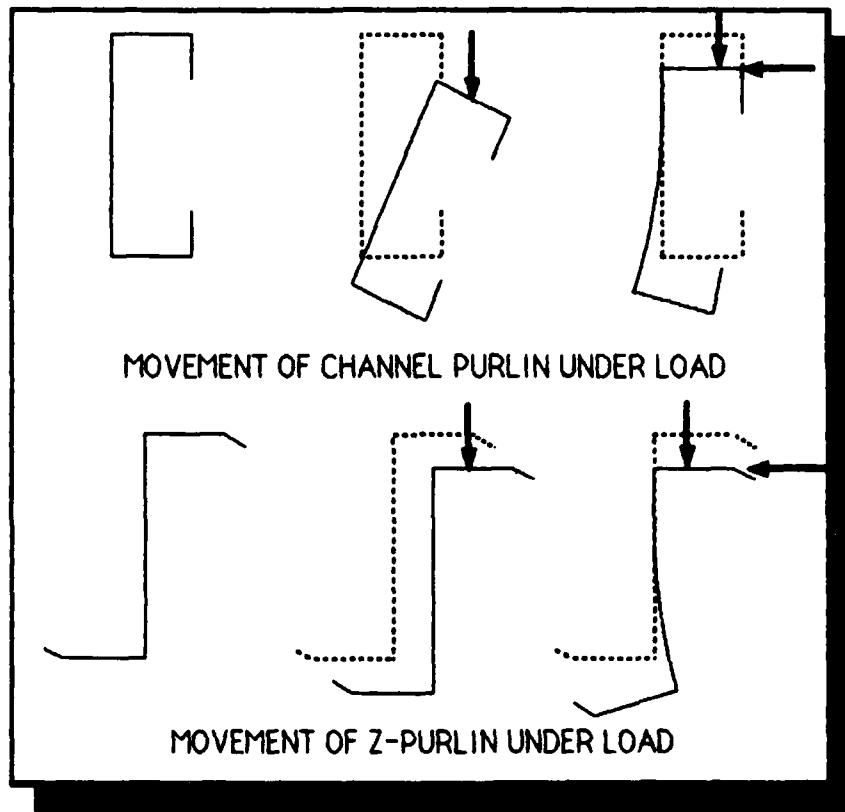 MOVEMENT OF CHANNEL PURLIN UNDER LOAD
MOVEMENT OF Z-PURLIN UNDER LOAD